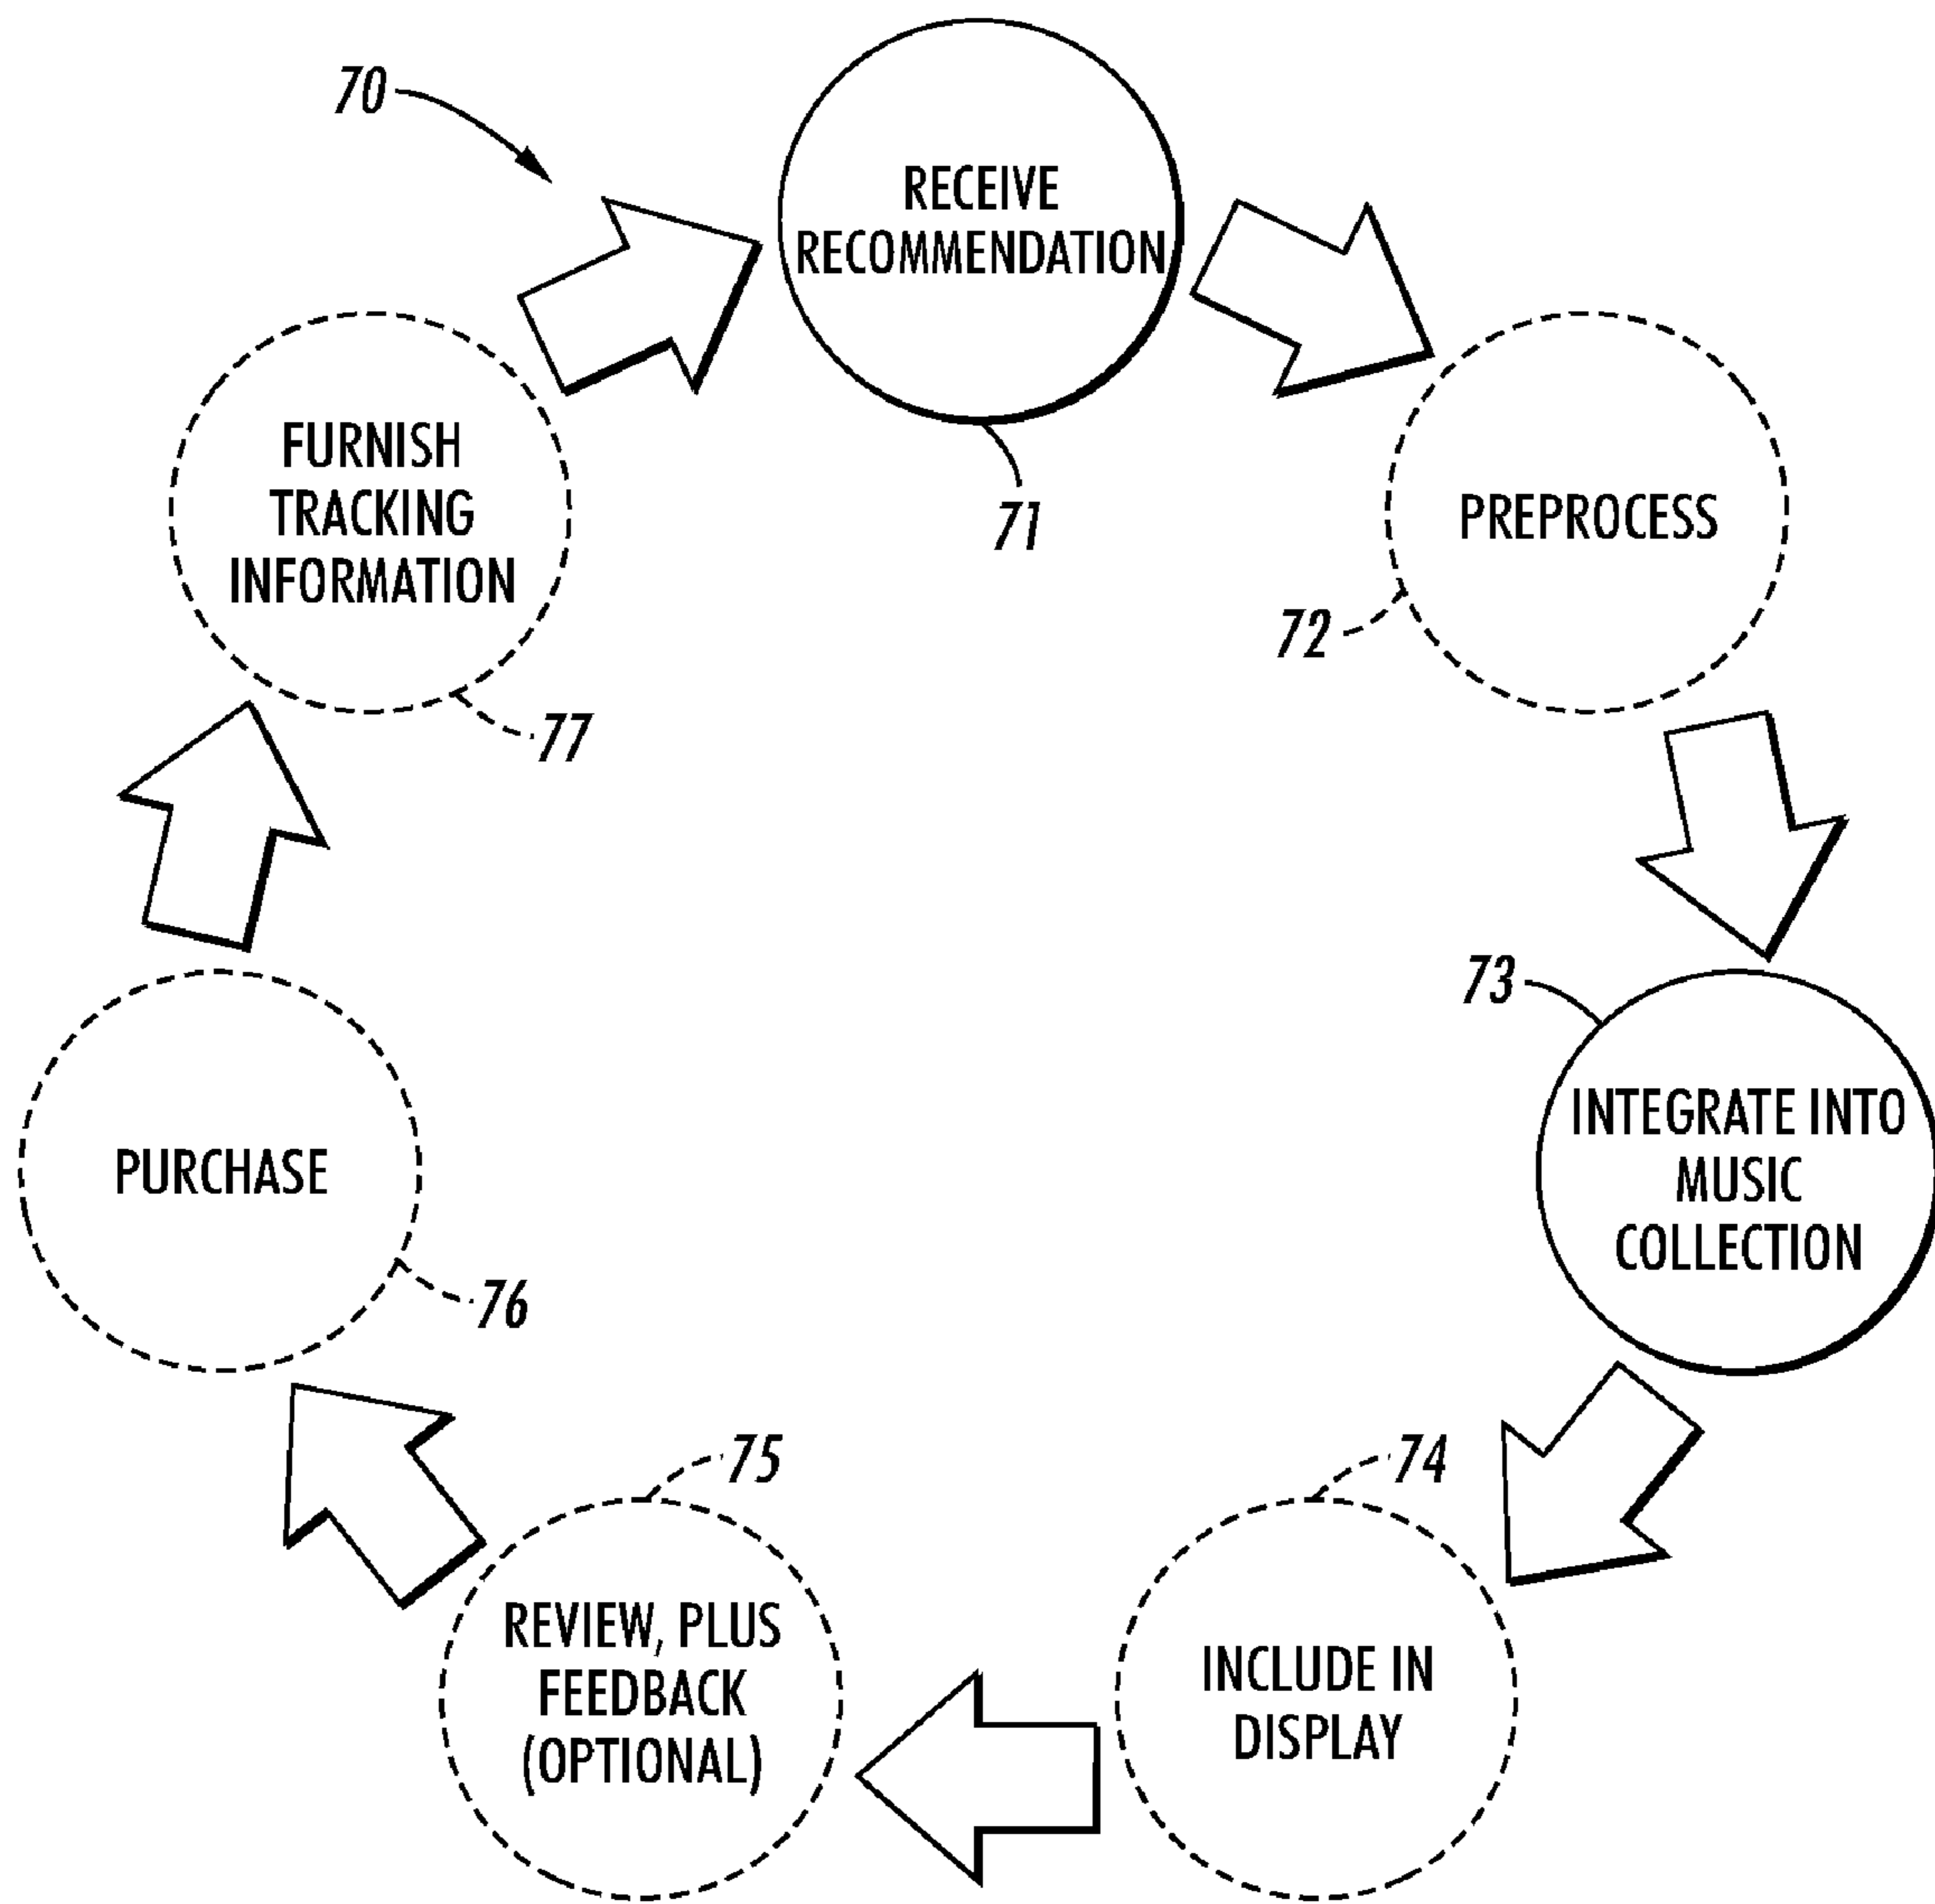 70
RECEIVE
RECOMMENDATION
71
PREPROCESS
72
73
INTEGRATE INTO
MUSIC
COLLECTION
74
INCLUDE IN
DISPLAY
75
REVIEW, PLUS
FEEDBACK
(OPTIONAL)
PURCHASE
76
FURNISH
TRACKING
INFORMATION
77